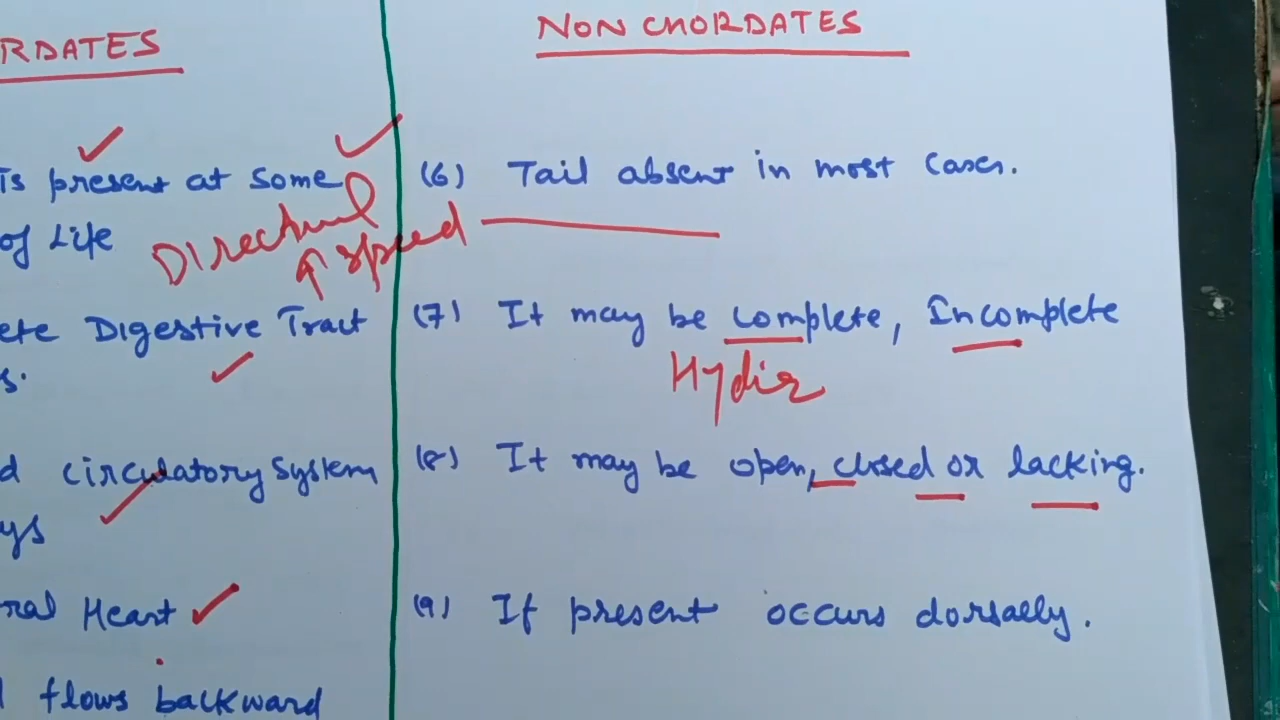 RDATES
NON CHORDATES
is present at some
of Life
(6) Tail absent in most cases.
Directional
↑ speed
ete Digestive Tract
s.
(7) It may be complete, Incomplete
Hydra
d circulatory system
ys
(8) It may be open, closed or lacking.
ral Heart
(9) If present occurs dorsally.
flows backward